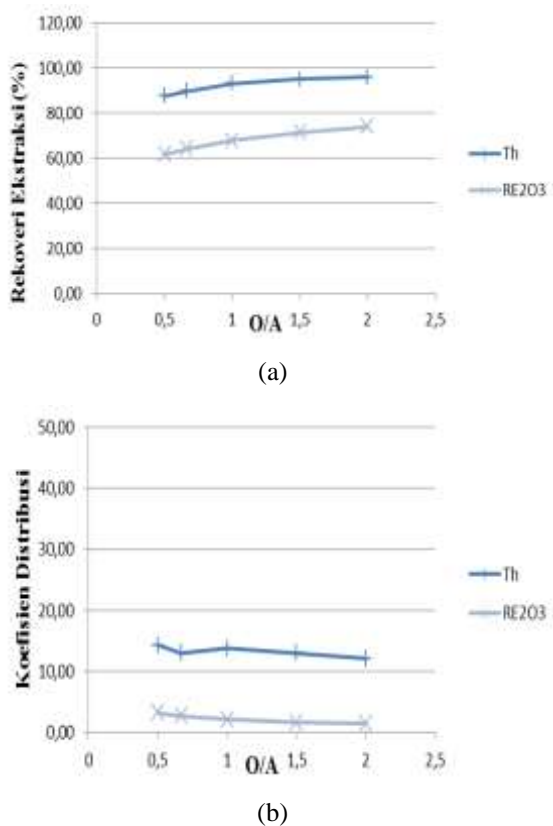 120,00
100,00
80,00
60,00
40,00
20,00
0,00
Rekoveri Ekstraksi (%)
0 0,5 1 1,5 2 2,5
O/A
Th
RE2O3
(a)
50,00
40,00
30,00
20,00
10,00
0,00
Koefisien Distribusi
0 0,5 1 1,5 2 2,5
O/A
Th
RE2O3
(b)